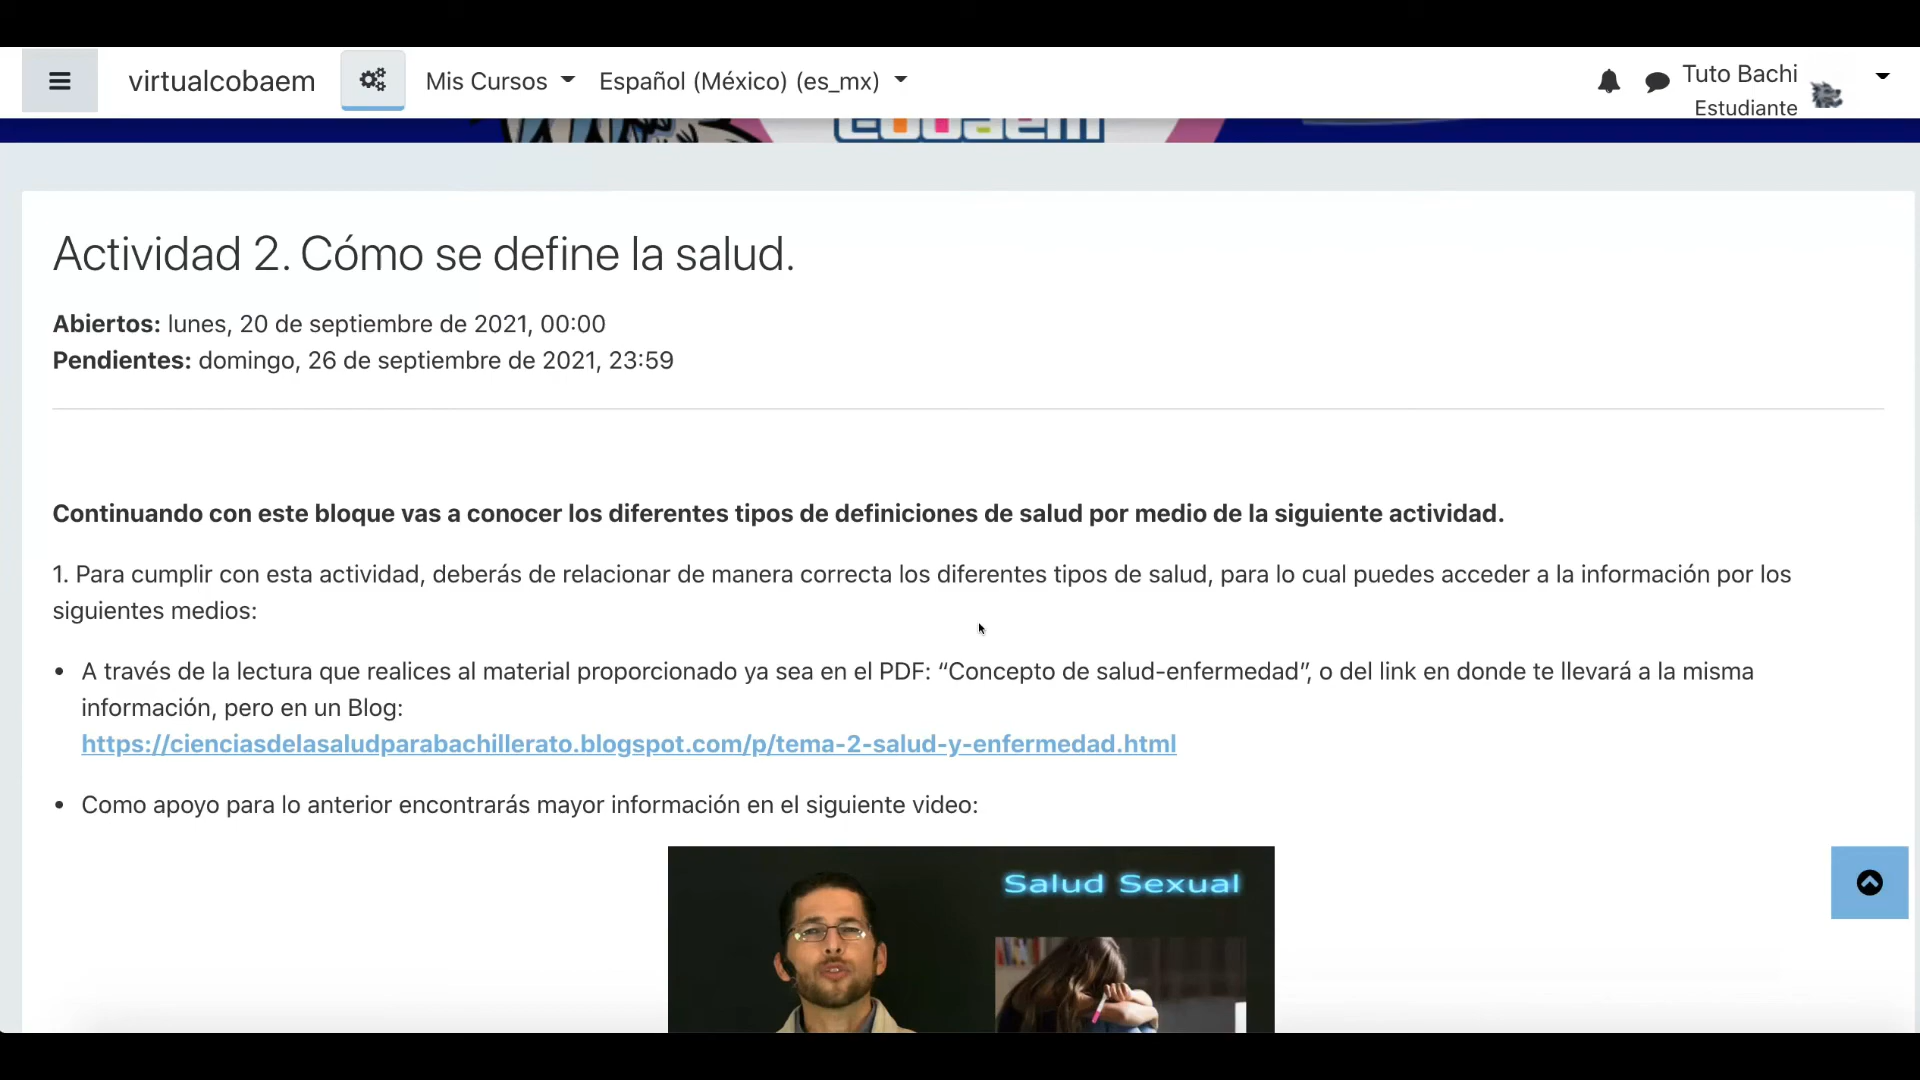 virtualcobaem Mis Cursos Español (México) (es_mx) Tuto Bachi
Estudiante
cobaem
Actividad 2. Cómo se define la salud.
Abiertos: lunes, 20 de septiembre de 2021, 00:00
Pendientes: domingo, 26 de septiembre de 2021, 23:59
Continuando con este bloque vas a conocer los diferentes tipos de definiciones de salud por medio de la siguiente actividad.
1. Para cumplir con esta actividad, deberás de relacionar de manera correcta los diferentes tipos de salud, para lo cual puedes acceder a la información por los
siguientes medios:
• A través de la lectura que realices al material proporcionado ya sea en el PDF: “Concepto de salud-enfermedad”, o del link en donde te llevará a la misma
información, pero en un Blog:
https://cienciasdelasaludparabachillerato.blogspot.com/p/tema-2-salud-y-enfermedad.html
• Como apoyo para lo anterior encontrarás mayor información en el siguiente video:
Salud Sexual